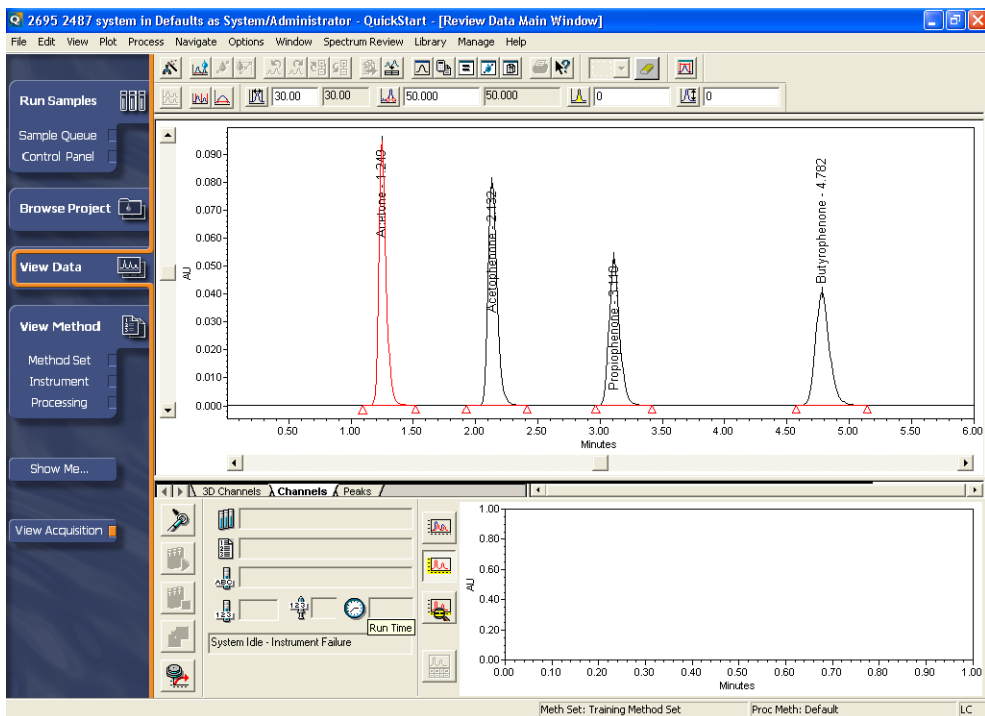 2695 2487 system in Defaults as System/Administrator - QuickStart - [Review Data Main Window]
File Edit View Plot Process Navigate Options Window Spectrum Review Library Manage Help
Run Samples
Sample Queue
Control Panel
Browse Project
View Data
View Method
Method Set
Instrument
Processing
Show Me...
View Acquisition
30.00 30.00 50.000 50.000 0 0
AU
0.090
0.080
0.070
0.060
0.050
0.040
0.030
0.020
0.010
0.000
Acetone - 1.249
Acetophenone - 2.132
Propiophenone - 3.110
Butyrophenone - 4.782
0.50 1.00 1.50 2.00 2.50 3.00 3.50 4.00 4.50 5.00 5.50 6.00
Minutes
3D Channels Channels Peaks
123
ABC
123
123
Run Time
System Idle - Instrument Failure
AU
1.00
0.80
0.60
0.40
0.20
0.00
0.00 0.10 0.20 0.30 0.40 0.50 0.60 0.70 0.80 0.90 1.00
Minutes
Meth Set: Training Method Set Proc Meth: Default LC